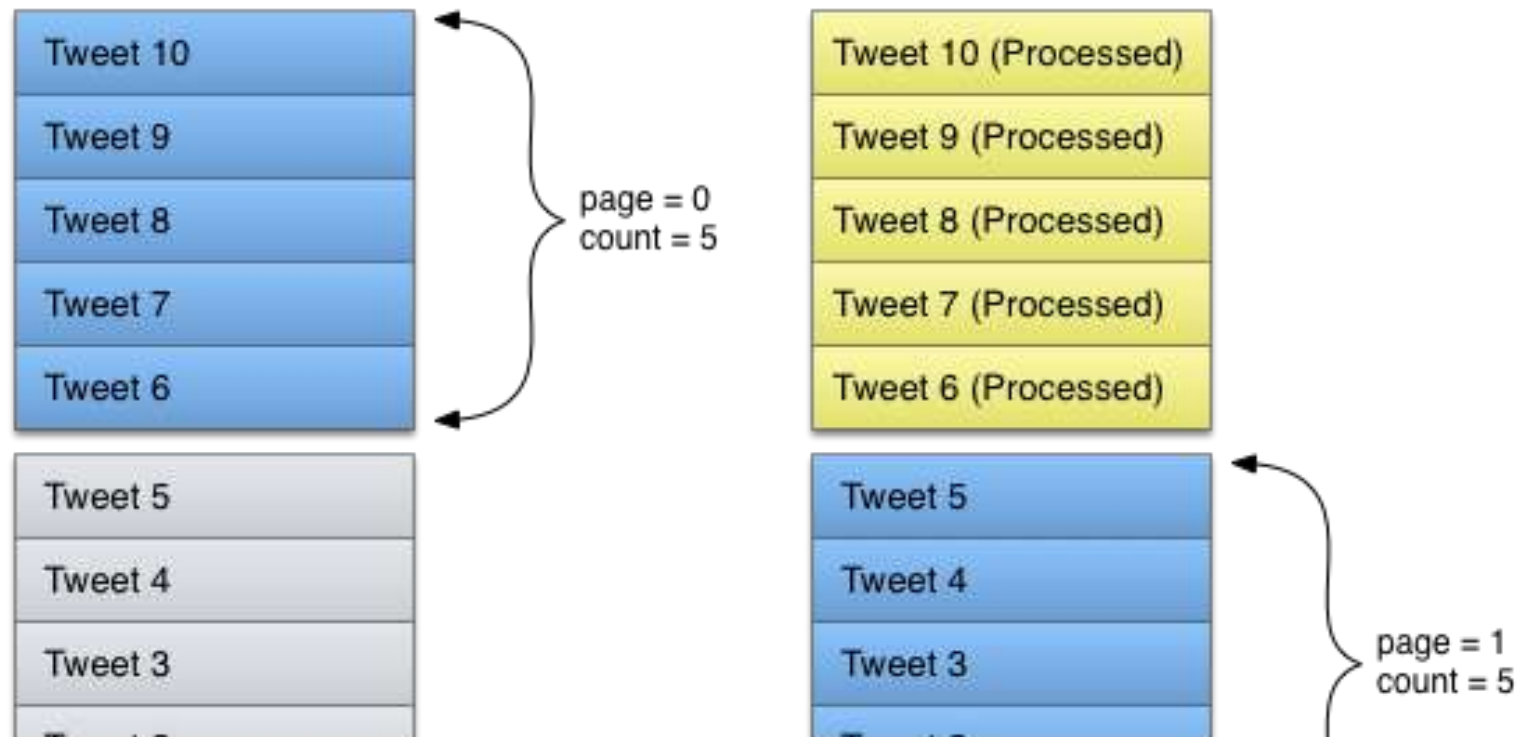 Tweet 10
Tweet 9
Tweet 8
Tweet 7
Tweet 6
page = 0
count = 5
Tweet 5
Tweet 4
Tweet 3
Tweet 10 (Processed)
Tweet 9 (Processed)
Tweet 8 (Processed)
Tweet 7 (Processed)
Tweet 6 (Processed)
Tweet 5
Tweet 4
Tweet 3
page = 1
count = 5